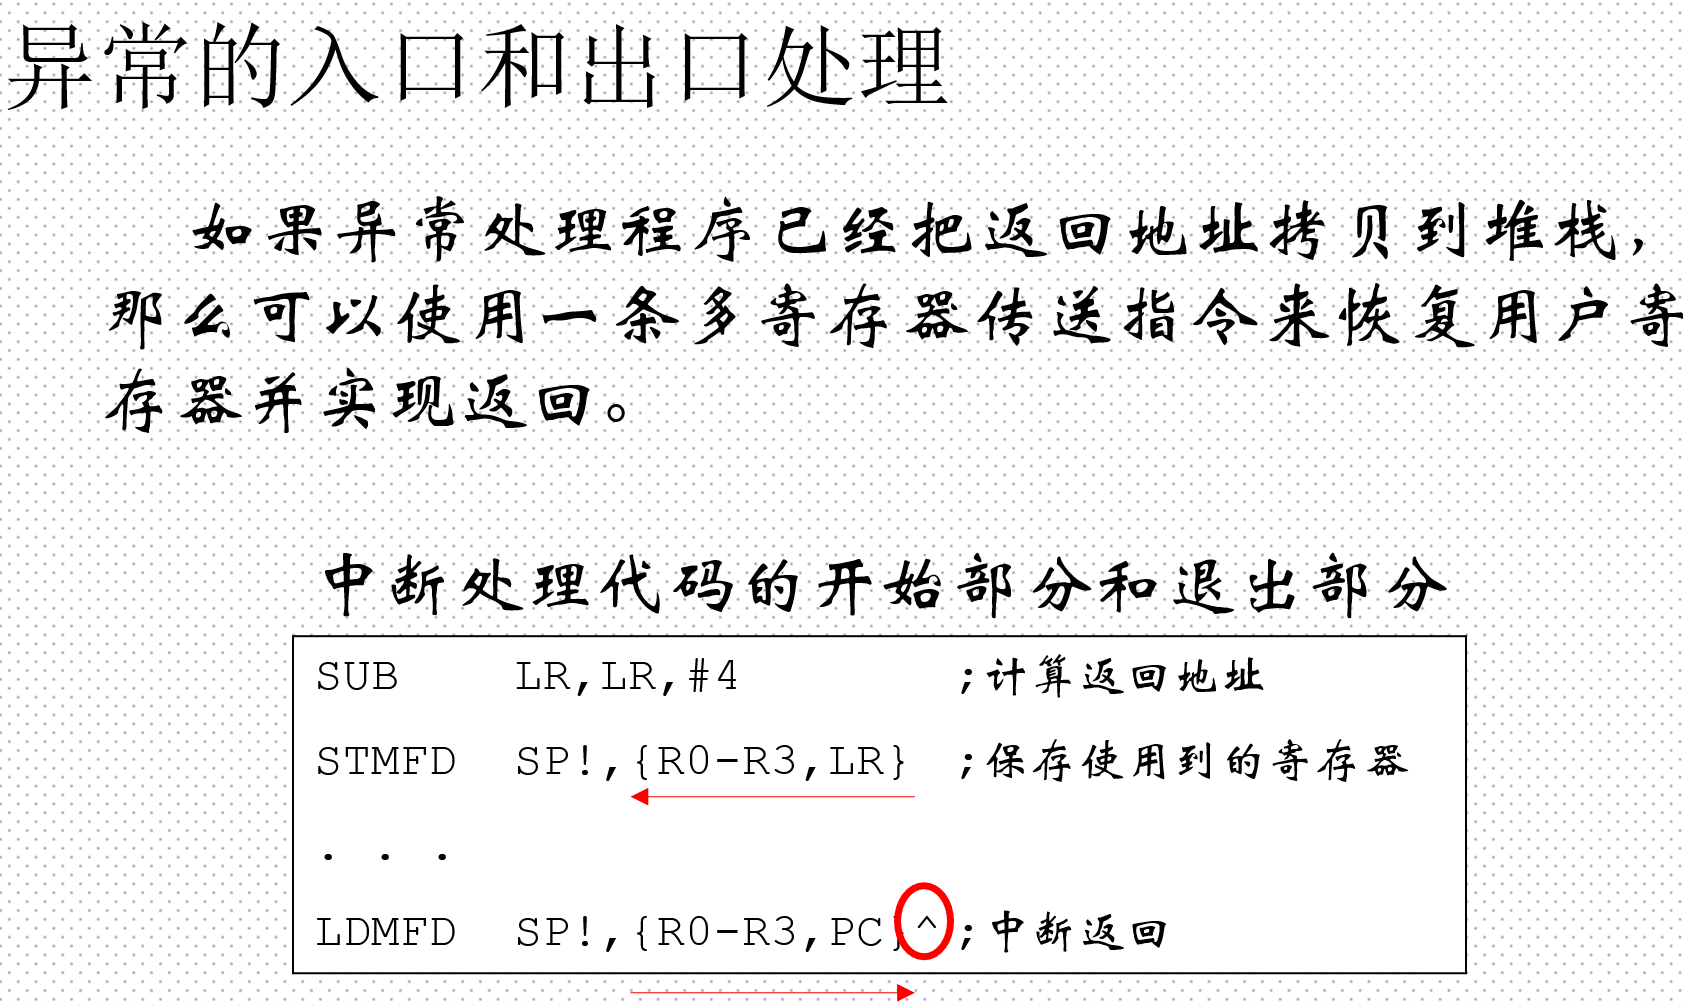 异常的入口和出口处理
如果异常处理程序已经把返回地址拷贝到堆栈，
那么可以使用一条多寄存器传送指令来恢复用户寄
存器并实现返回。
中断处理代码的开始部分和退出部分
SUB LR,LR,#4 ;计算返回地址
STMFD SP!,{R0-R3,LR} ;保存使用到的寄存器
. . .
LDMFD SP!,{R0-R3,PC}^ ;中断返回